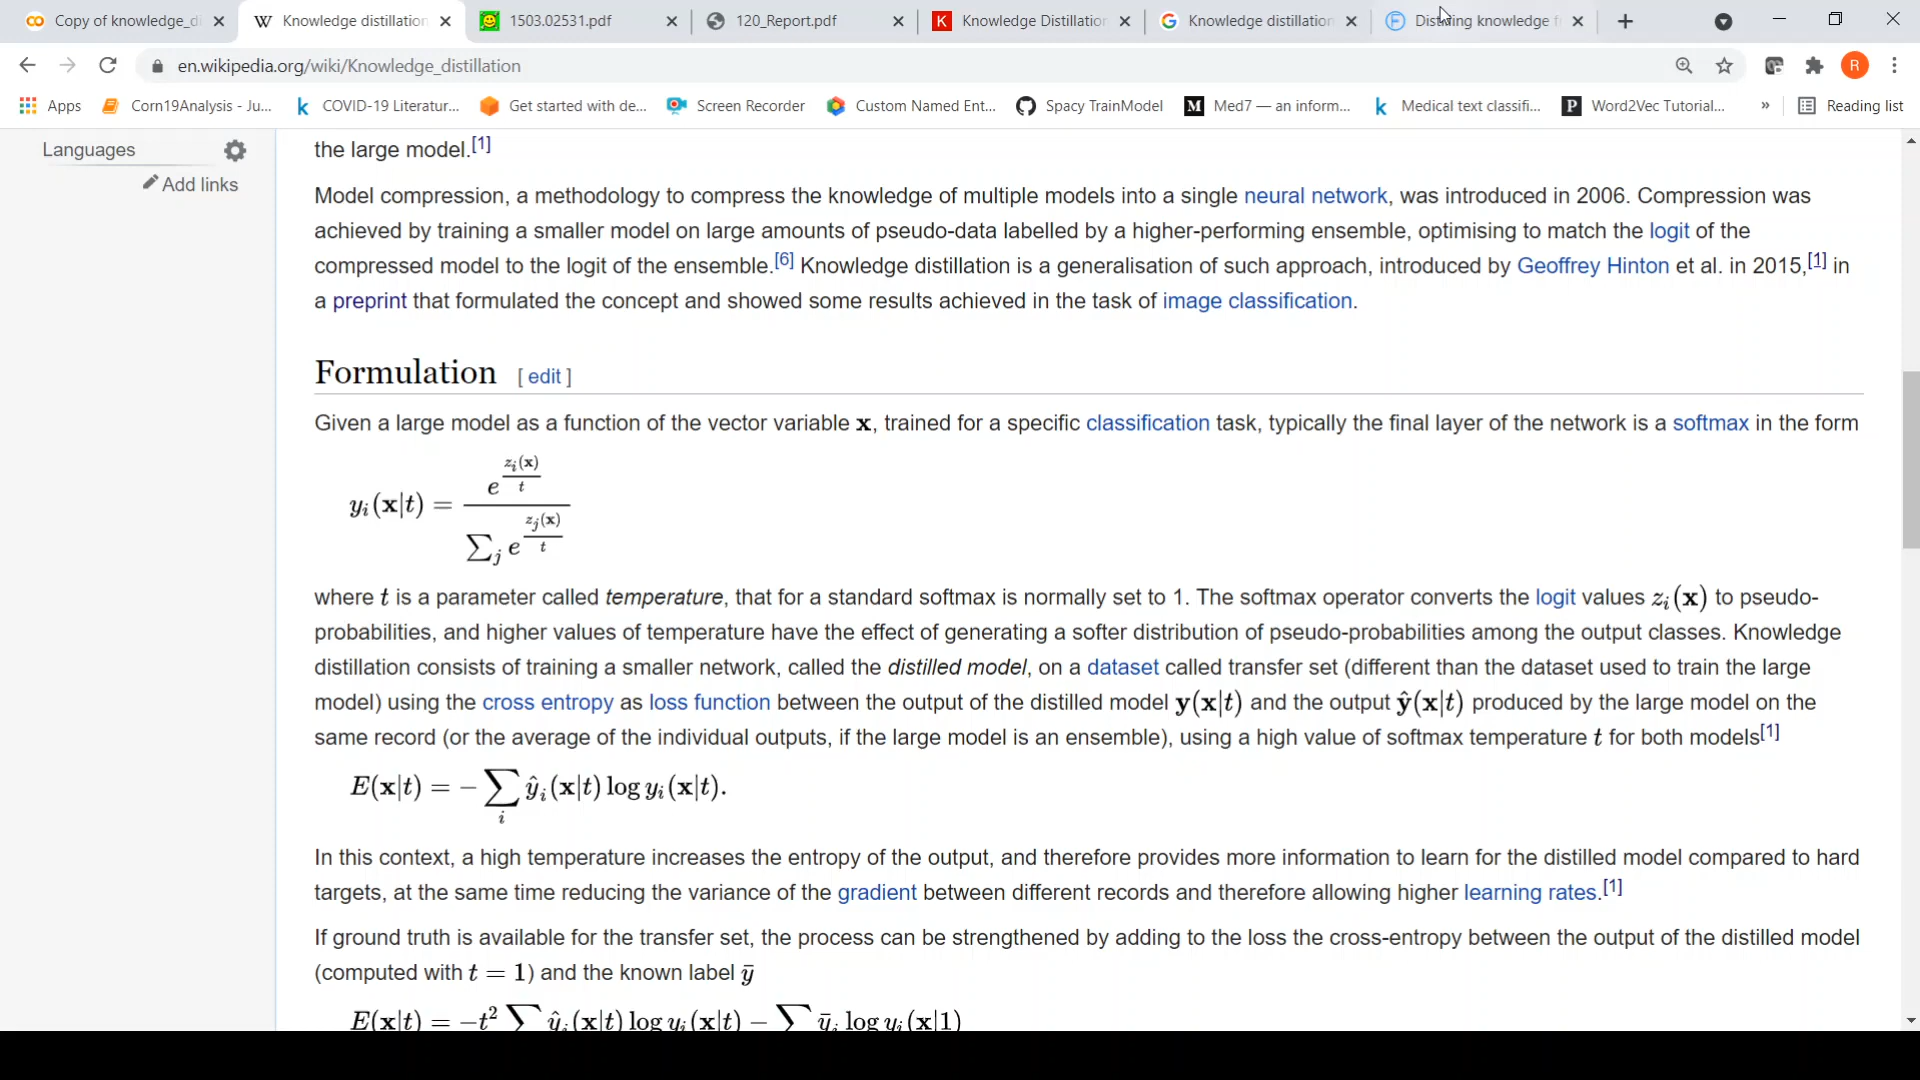 Copy of knowledge_di
Knowledge distillation
1503.02531.pdf
120_Report.pdf
Knowledge Distillation
Knowledge distillation
Distilling knowledge f
en.wikipedia.org/wiki/Knowledge_distillation
R
Apps
Corn19Analysis - Ju...
COVID-19 Literatur...
Get started with de...
Screen Recorder
Custom Named Ent...
Spacy TrainModel
Med7 — an inform...
Medical text classifi...
Word2Vec Tutorial...
»
Reading list
Languages
Add links
the large model.[1]
Model compression, a methodology to compress the knowledge of multiple models into a single neural network, was introduced in 2006. Compression was
achieved by training a smaller model on large amounts of pseudo-data labelled by a higher-performing ensemble, optimising to match the logit of the
compressed model to the logit of the ensemble.[6] Knowledge distillation is a generalisation of such approach, introduced by Geoffrey Hinton et al. in 2015,[1] in
a preprint that formulated the concept and showed some results achieved in the task of image classification.
Formulation [ edit ]
Given a large model as a function of the vector variable x, trained for a specific classification task, typically the final layer of the network is a softmax in the form
y_i(x|t) = e^(z_i(x)/t) / ∑_j e^(z_j(x)/t)
where t is a parameter called temperature, that for a standard softmax is normally set to 1. The softmax operator converts the logit values z_i(x) to pseudo-
probabilities, and higher values of temperature have the effect of generating a softer distribution of pseudo-probabilities among the output classes. Knowledge
distillation consists of training a smaller network, called the distilled model, on a dataset called transfer set (different than the dataset used to train the large
model) using the cross entropy as loss function between the output of the distilled model y(x|t) and the output ŷ(x|t) produced by the large model on the
same record (or the average of the individual outputs, if the large model is an ensemble), using a high value of softmax temperature t for both models[1]
E(x|t) = −∑_i ŷ_i(x|t) log y_i(x|t).
In this context, a high temperature increases the entropy of the output, and therefore provides more information to learn for the distilled model compared to hard
targets, at the same time reducing the variance of the gradient between different records and therefore allowing higher learning rates.[1]
If ground truth is available for the transfer set, the process can be strengthened by adding to the loss the cross-entropy between the output of the distilled model
(computed with t = 1) and the known label ȳ
E(x|t) = −t² ∑ ŷ_i(x|t) log y_i(x|t) − ∑ ȳ_i log y_i(x|1)